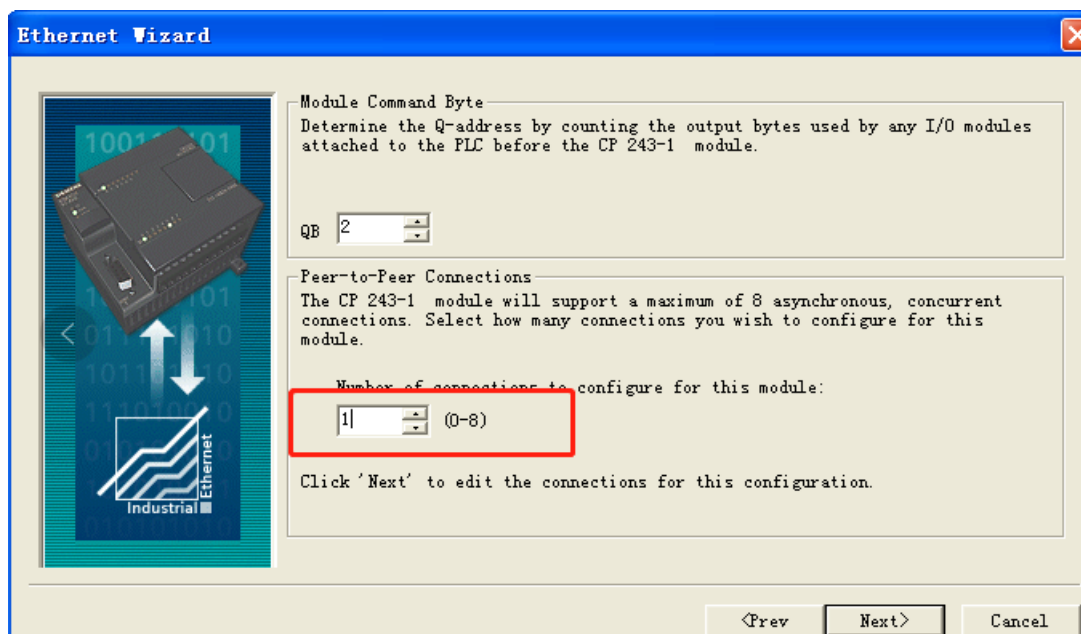 Ethernet Wizard
Module Command Byte
Determine the Q-address by counting the output bytes used by any I/O modules
attached to the PLC before the CP 243-1 module.
QB 2
Peer-to-Peer Connections
The CP 243-1 module will support a maximum of 8 asynchronous, concurrent
connections. Select how many connections you wish to configure for this
module.
Number of connections to configure for this module:
1 (0-8)
Click 'Next' to edit the connections for this configuration.
Industrial
Ethernet
<Prev
Next>
Cancel